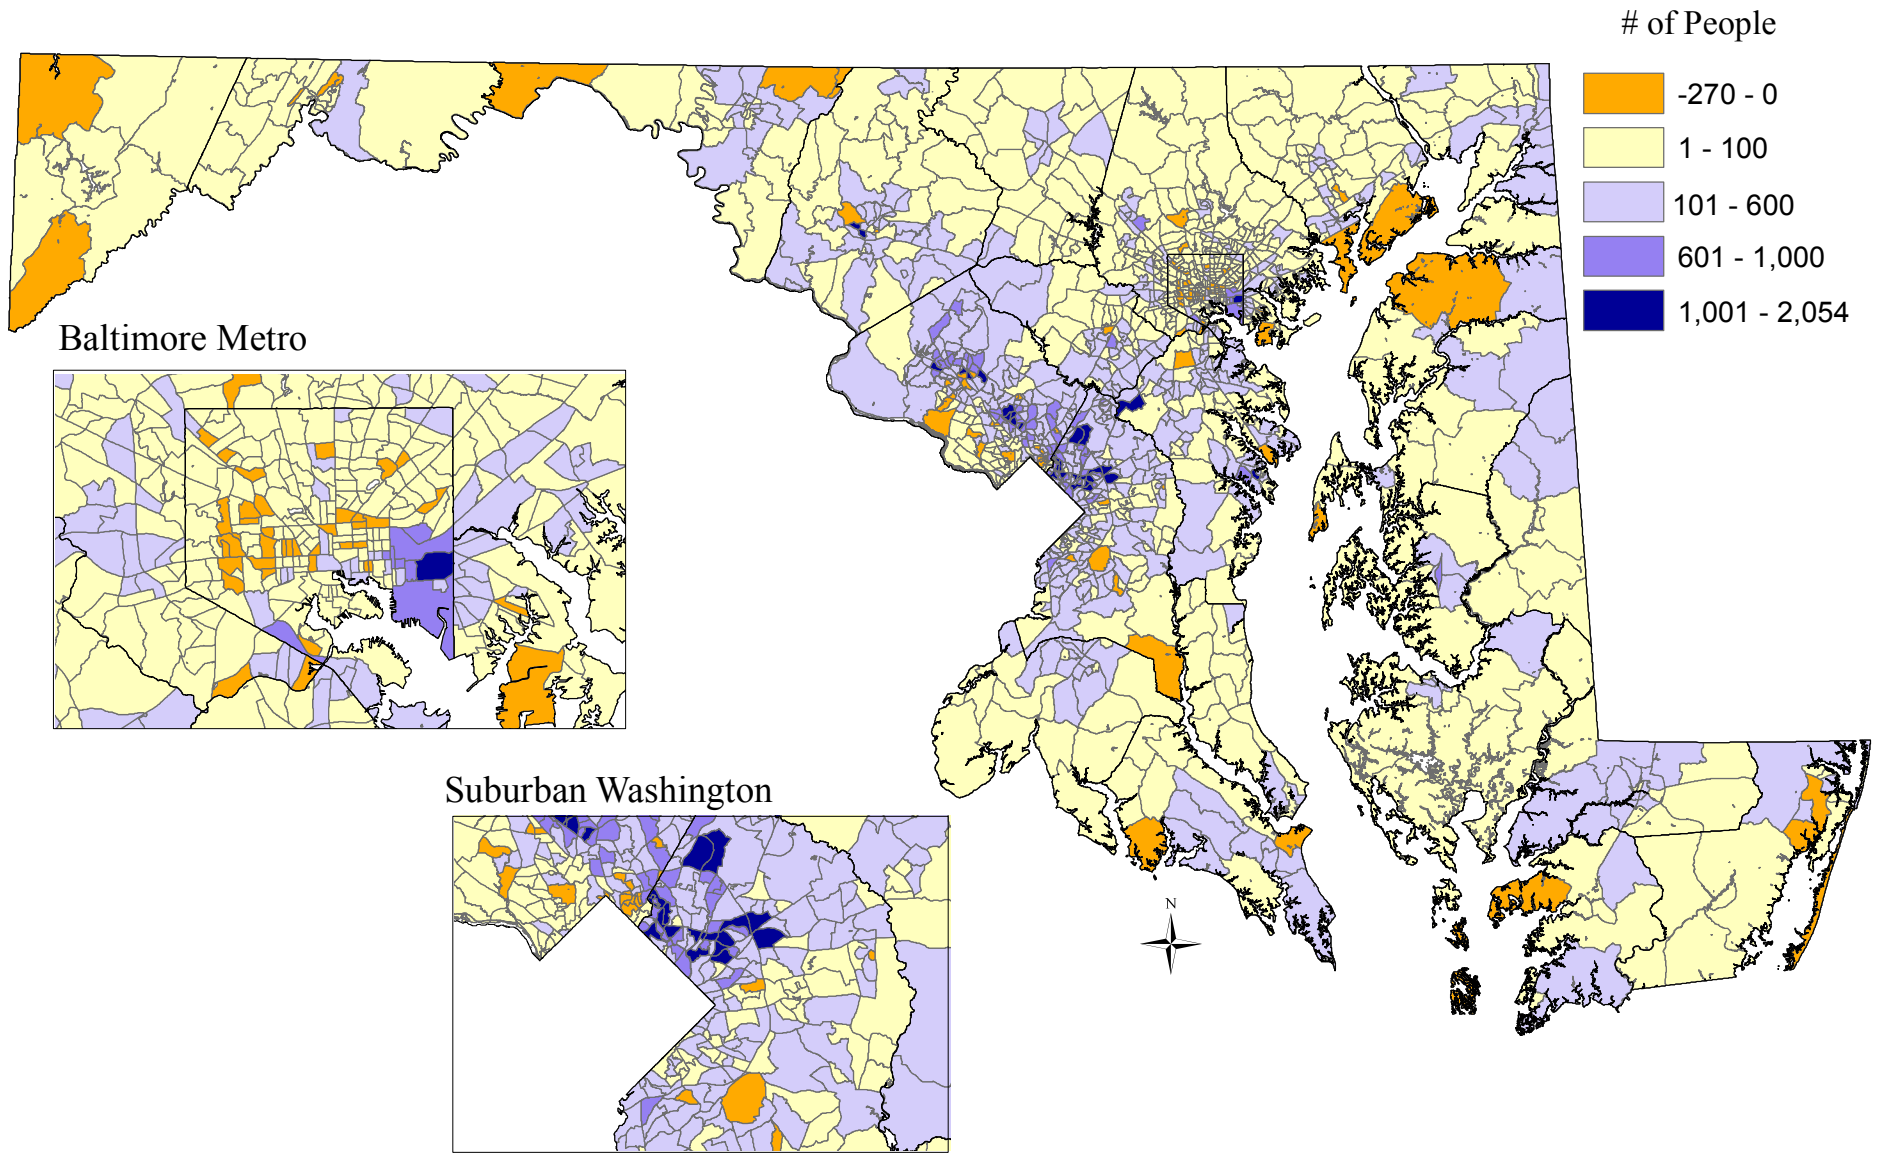 # of People
-270 - 0
1 - 100
101 - 600
601 - 1,000
1,001 - 2,054
Baltimore Metro
Suburban Washington
N